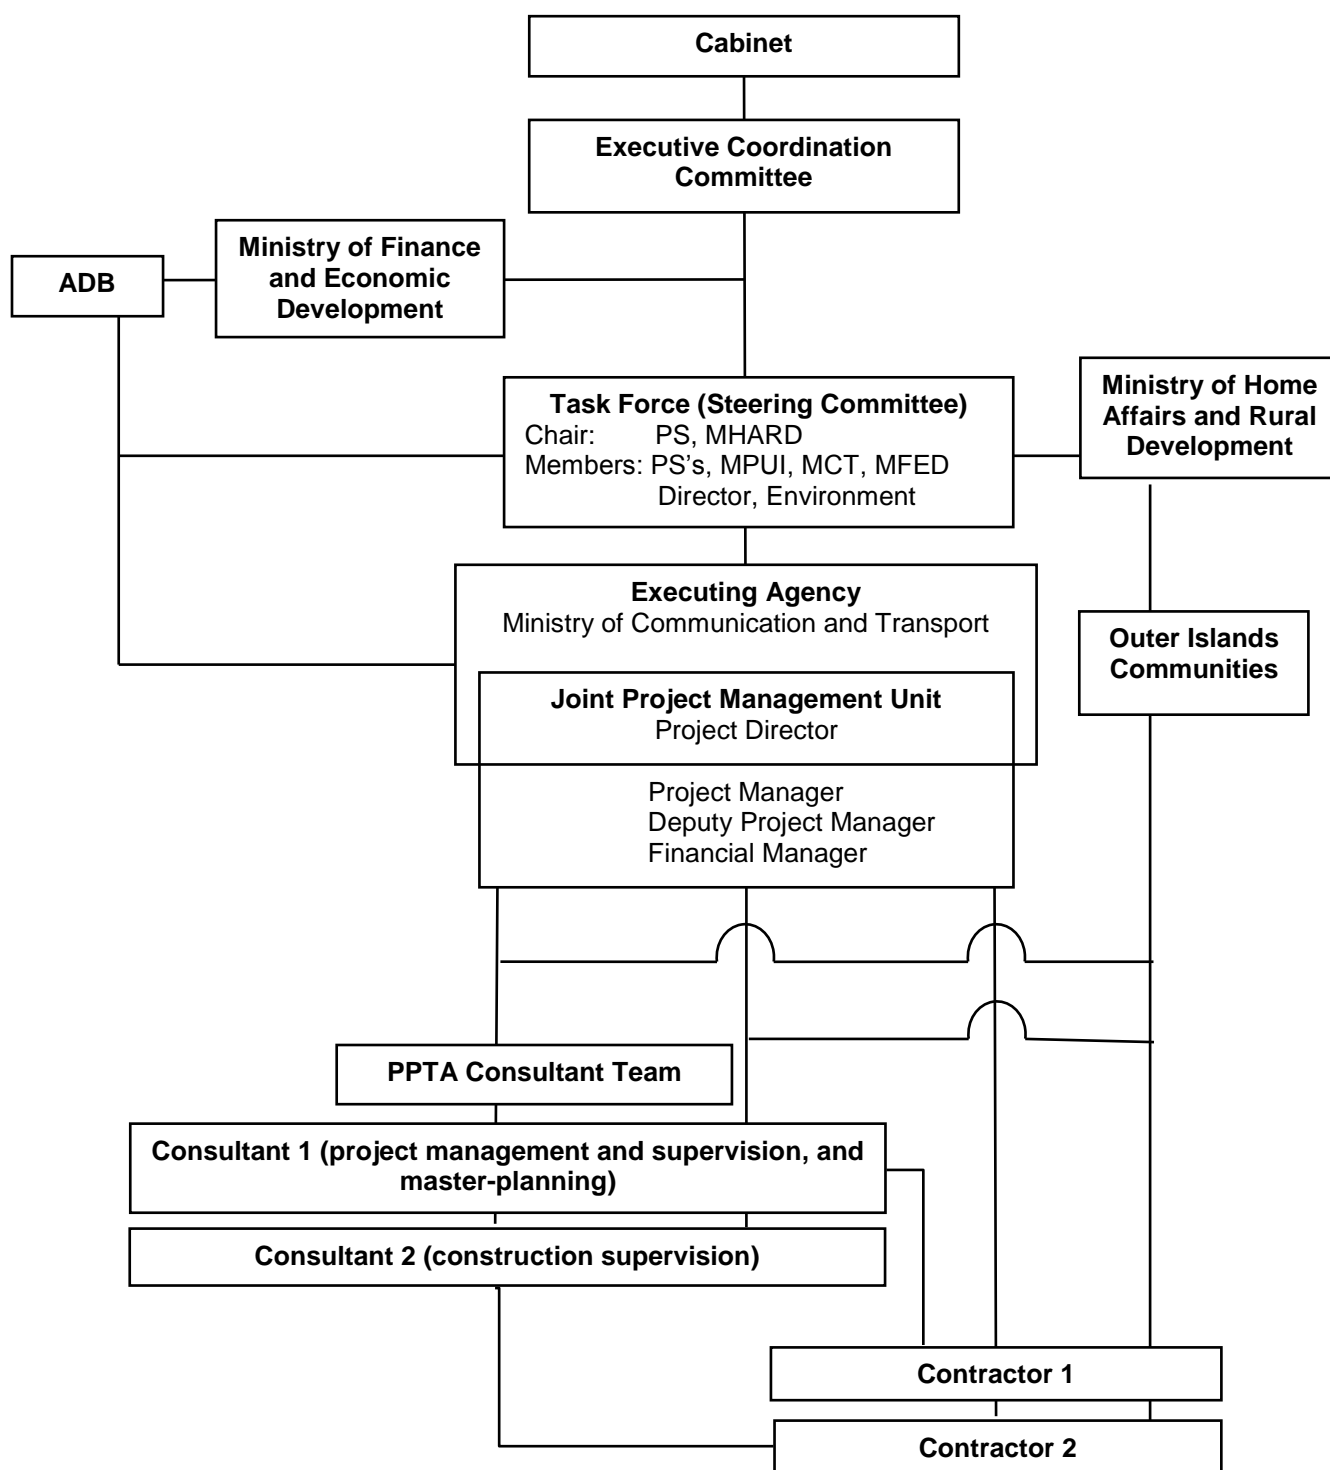 Cabinet
Executive Coordination
Committee
Ministry of Finance
and Economic
Development
ADB
Ministry of Home
Affairs and Rural
Development
Task Force (Steering Committee)
Chair: PS, MHARD
Members: PS's, MPUI, MCT, MFED
Director, Environment
Executing Agency
Ministry of Communication and Transport
Outer Islands
Communities
Joint Project Management Unit
Project Director
Project Manager
Deputy Project Manager
Financial Manager
PPTA Consultant Team
Consultant 1 (project management and supervision, and
master-planning)
Consultant 2 (construction supervision)
Contractor 1
Contractor 2